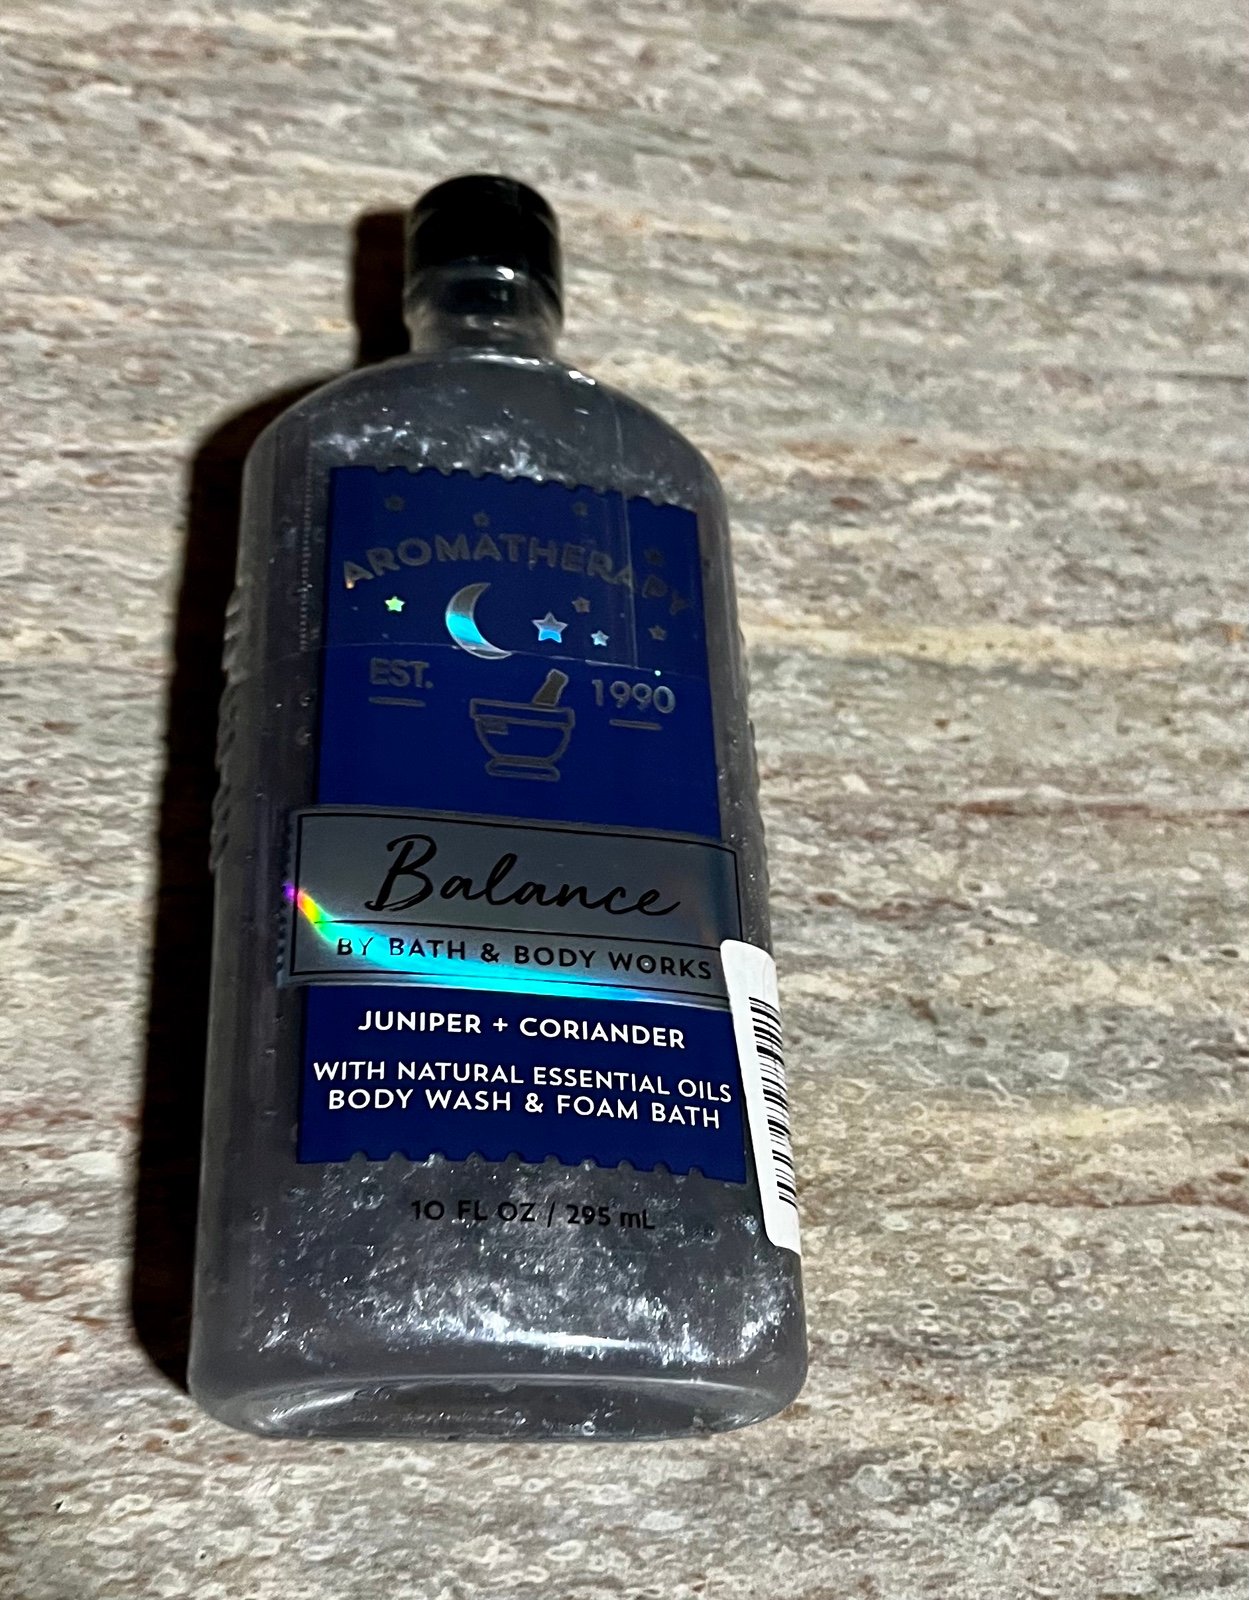 AROMATHERAPY
EST. 1990
Balance
BY BATH & BODY WORKS
JUNIPER + CORIANDER
WITH NATURAL ESSENTIAL OILS
BODY WASH & FOAM BATH
10 FL OZ / 295 mL